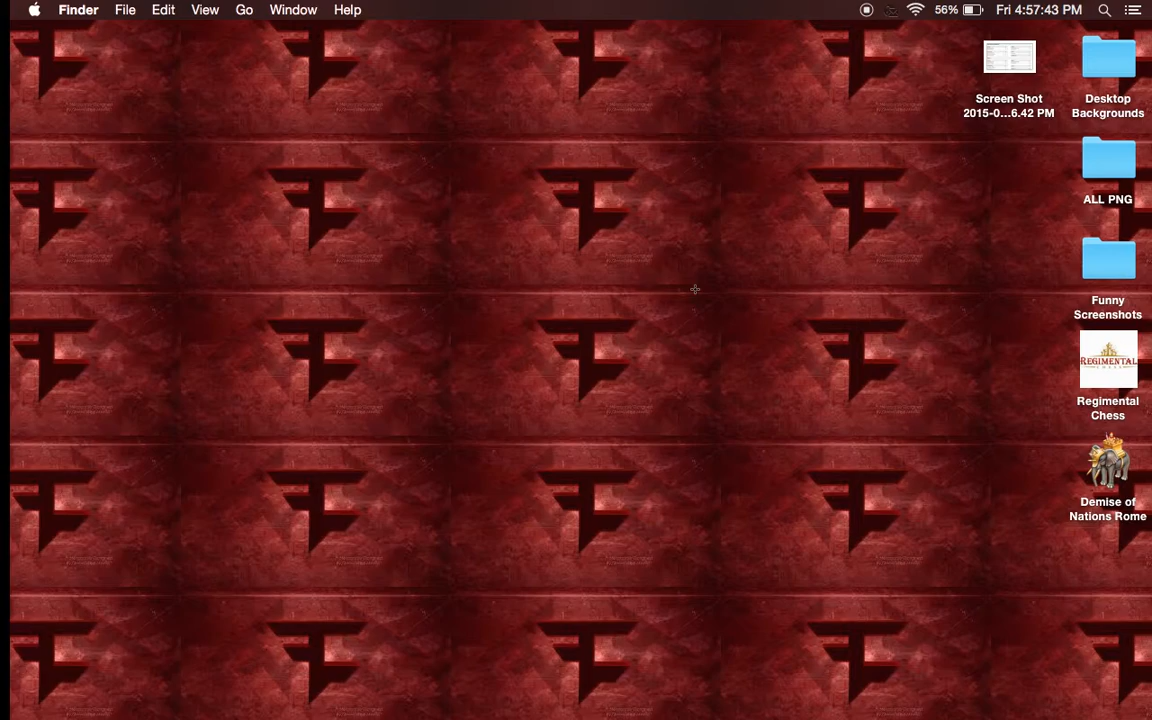 Finder File Edit View Go Window Help 56% Fri 4:57:43 PM
Screen Shot
2015-0...6.42 PM
Desktop
Backgrounds
ALL PNG
Funny
Screenshots
REGIMENTAL
CHESS
Regimental
Chess
Demise of
Nations Rome